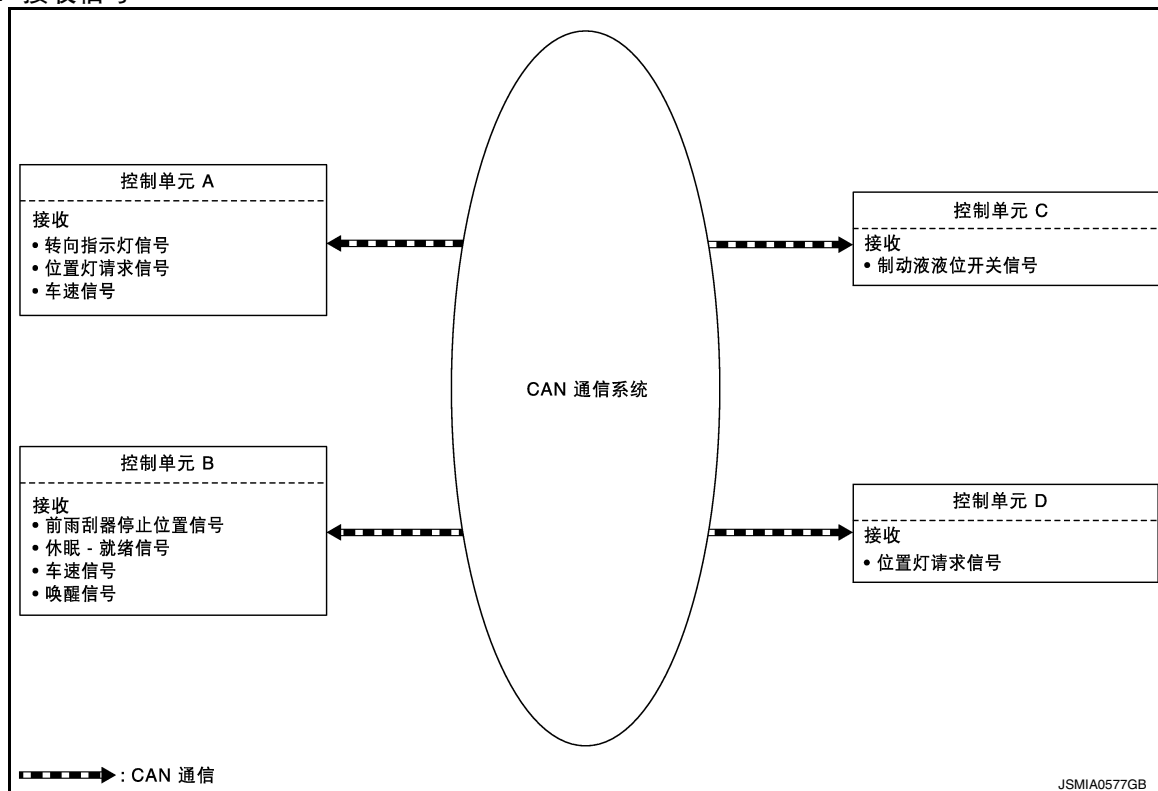 接收信号
控制单元 A
接收
• 转向指示灯信号
• 位置灯请求信号
• 车速信号
控制单元 C
接收
• 制动液液位开关信号
CAN 通信系统
控制单元 B
接收
• 前雨刮器停止位置信号
• 休眠 - 就绪信号
• 车速信号
• 唤醒信号
控制单元 D
接收
• 位置灯请求信号
: CAN 通信
JSMIA0577GB